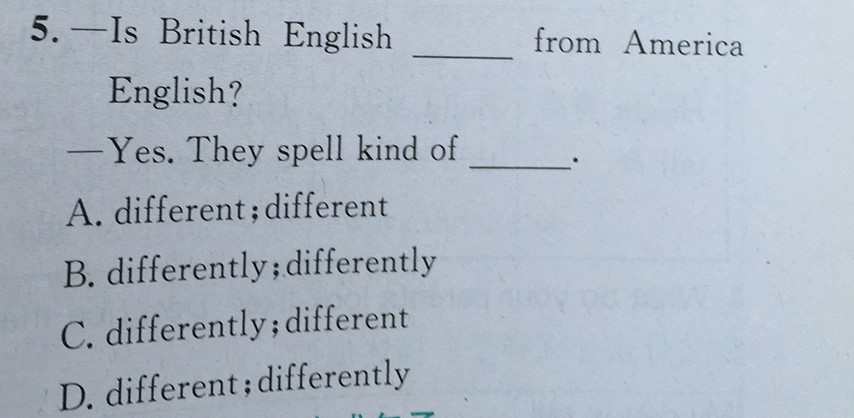 5. —Is British English ______ from America
English?
—Yes. They spell kind of ______.
A. different;different
B. differently;differently
C. differently;different
D. different;differently